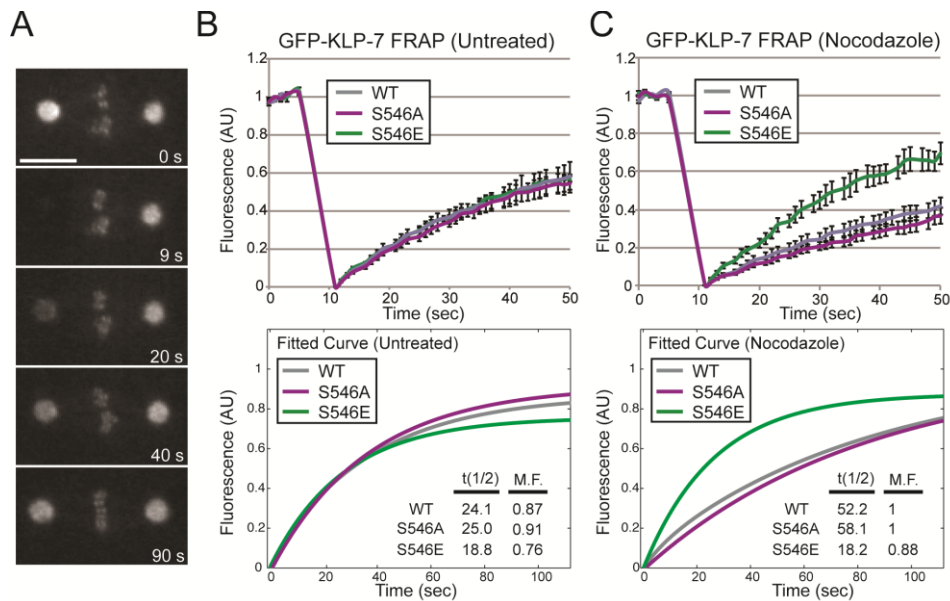 A
0 s
9 s
20 s
40 s
90 s
B
GFP-KLP-7 FRAP (Untreated)
Fluorescence (AU)
1.2
1
0.8
0.6
0.4
0.2
0
WT
S546A
S546E
0 10 20 30 40 50
Time (sec)
Fitted Curve (Untreated)
WT
S546A
S546E
Fluorescence (AU)
1
0.8
0.6
0.4
0.2
0
t(1/2) M.F.
WT 24.1 0.87
S546A 25.0 0.91
S546E 18.8 0.76
0 20 40 60 80 100
Time (sec)
C
GFP-KLP-7 FRAP (Nocodazole)
Fluorescence (AU)
1.2
1
0.8
0.6
0.4
0.2
0
WT
S546A
S546E
0 10 20 30 40 50
Time (sec)
Fitted Curve (Nocodazole)
WT
S546A
S546E
Fluorescence (AU)
1
0.8
0.6
0.4
0.2
0
t(1/2) M.F.
WT 52.2 1
S546A 58.1 1
S546E 18.2 0.88
0 20 40 60 80 100
Time (sec)